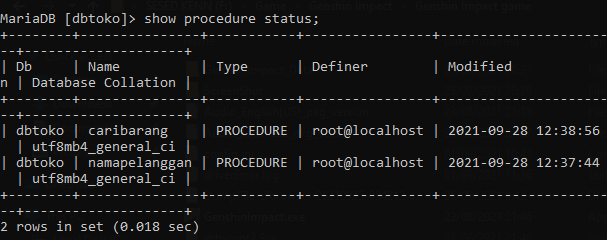 MariaDB [dbtoko]> show procedure status;
+--------+---------------+-----------+----------------+---------------------
--+--------------------+
| Db     | Name          | Type      | Definer        | Modified
n | Database Collation |
+--------+---------------+-----------+----------------+---------------------
--+--------------------+
| dbtoko | caribarang    | PROCEDURE | root@localhost | 2021-09-28 12:38:56
  | utf8mb4_general_ci |
| dbtoko | namapelanggan | PROCEDURE | root@localhost | 2021-09-28 12:37:44
  | utf8mb4_general_ci |
+--------+---------------+-----------+----------------+---------------------
--+--------------------+
2 rows in set (0.018 sec)